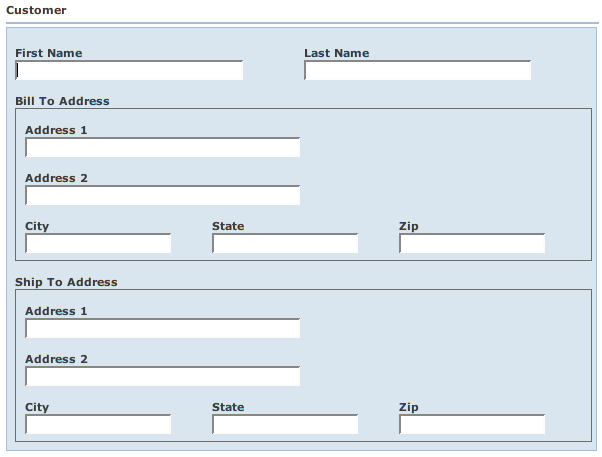 Customer
First Name Last Name
Bill To Address
Address 1
Address 2
City State Zip
Ship To Address
Address 1
Address 2
City State Zip